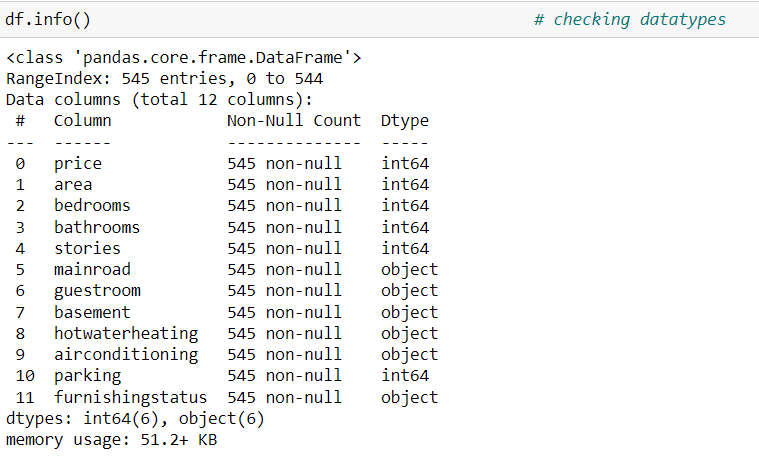 df.info() # checking datatypes
<class 'pandas.core.frame.DataFrame'>
RangeIndex: 545 entries, 0 to 544
Data columns (total 12 columns):
 #   Column            Non-Null Count  Dtype
---  ------            --------------  -----
 0   price             545 non-null    int64
 1   area              545 non-null    int64
 2   bedrooms          545 non-null    int64
 3   bathrooms         545 non-null    int64
 4   stories           545 non-null    int64
 5   mainroad          545 non-null    object
 6   guestroom         545 non-null    object
 7   basement          545 non-null    object
 8   hotwaterheating   545 non-null    object
 9   airconditioning   545 non-null    object
 10  parking           545 non-null    int64
 11  furnishingstatus  545 non-null    object
dtypes: int64(6), object(6)
memory usage: 51.2+ KB